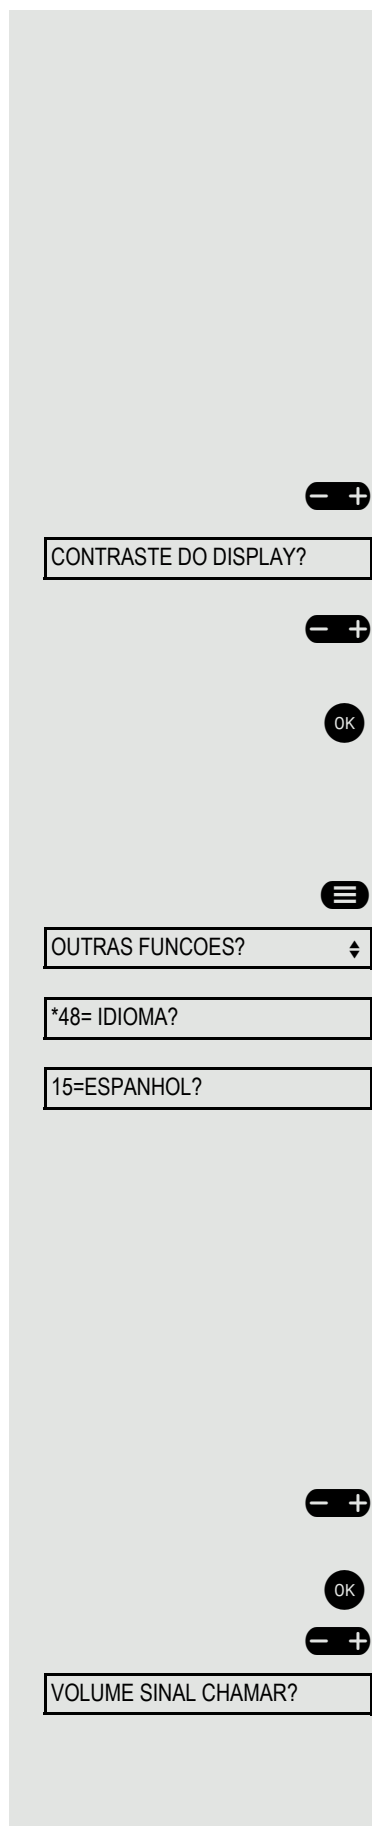 CONTRASTE DO DISPLAY?
OK
OUTRAS FUNCOES?
*48= IDIOMA?
15=ESPANHOL?
OK
VOLUME SINAL CHAMAR?